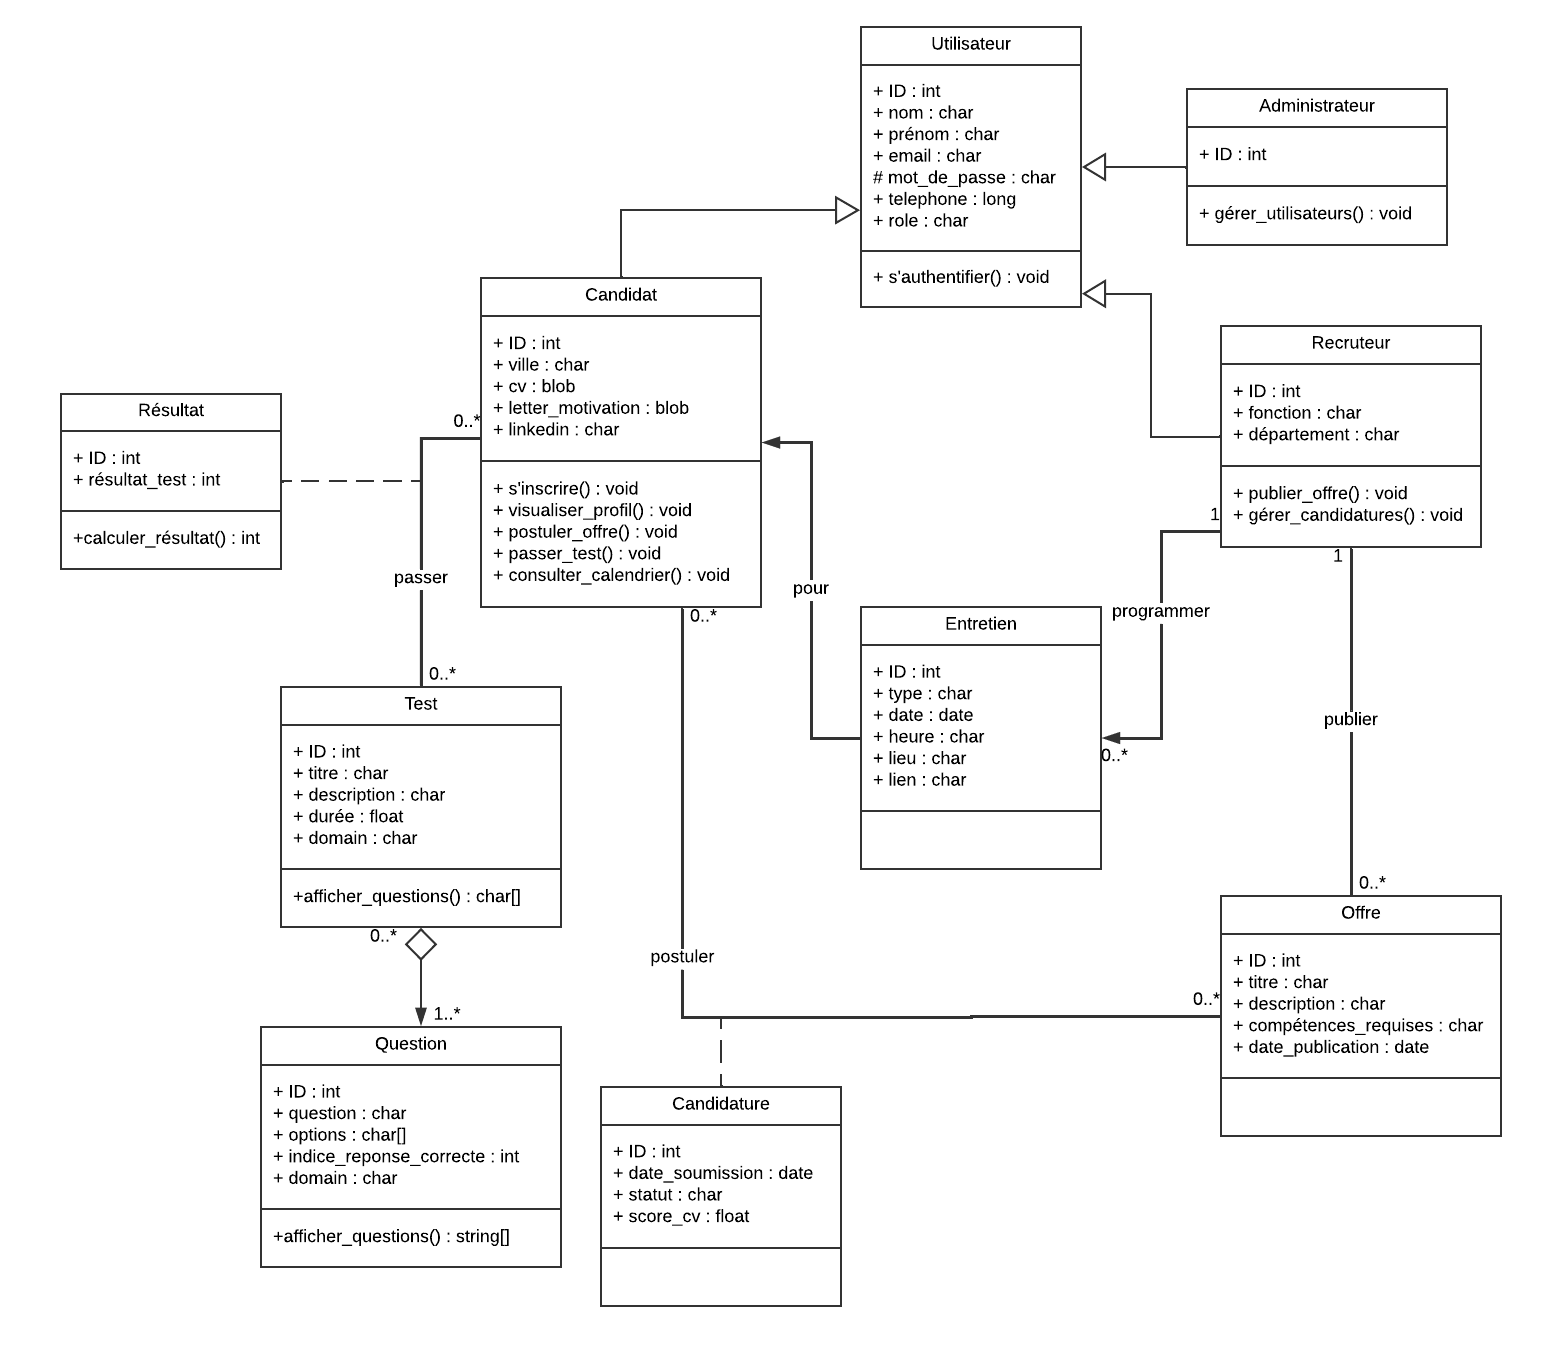 Utilisateur
+ ID : int
+ nom : char
+ prénom : char
+ email : char
# mot_de_passe : char
+ telephone : long
+ role : char
+ s'authentifier() : void
Administrateur
+ ID : int
+ gérer_utilisateurs() : void
Candidat
+ ID : int
+ ville : char
+ cv : blob
+ letter_motivation : blob
+ linkedin : char
+ s'inscrire() : void
+ visualiser_profil() : void
+ postuler_offre() : void
+ passer_test() : void
+ consulter_calendrier() : void
Recruteur
+ ID : int
+ fonction : char
+ département : char
+ publier_offre() : void
+ gérer_candidatures() : void
Résultat
+ ID : int
+ résultat_test : int
+calculer_résultat() : int
0..*
passer
0..*
pour
1
programmer
0..*
1
publier
0..*
Entretien
+ ID : int
+ type : char
+ date : date
+ heure : char
+ lieu : char
+ lien : char
Test
+ ID : int
+ titre : char
+ description : char
+ durée : float
+ domain : char
+afficher_questions() : char[]
0..*
1..*
0..*
postuler
0..*
Offre
+ ID : int
+ titre : char
+ description : char
+ compétences_requises : char
+ date_publication : date
Question
+ ID : int
+ question : char
+ options : char[]
+ indice_reponse_correcte : int
+ domain : char
+afficher_questions() : string[]
Candidature
+ ID : int
+ date_soumission : date
+ statut : char
+ score_cv : float